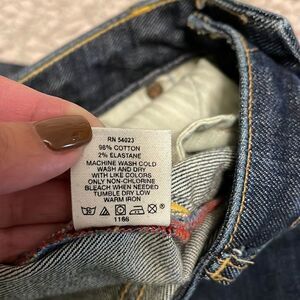 RN 54023
98% COTTON
2% ELASTANE
MACHINE WASH COLD
WASH AND DRY
WITH LIKE COLORS
ONLY NON-CHLORINE
BLEACH WHEN NEEDED
TUMBLE DRY LOW
WARM IRON
1166